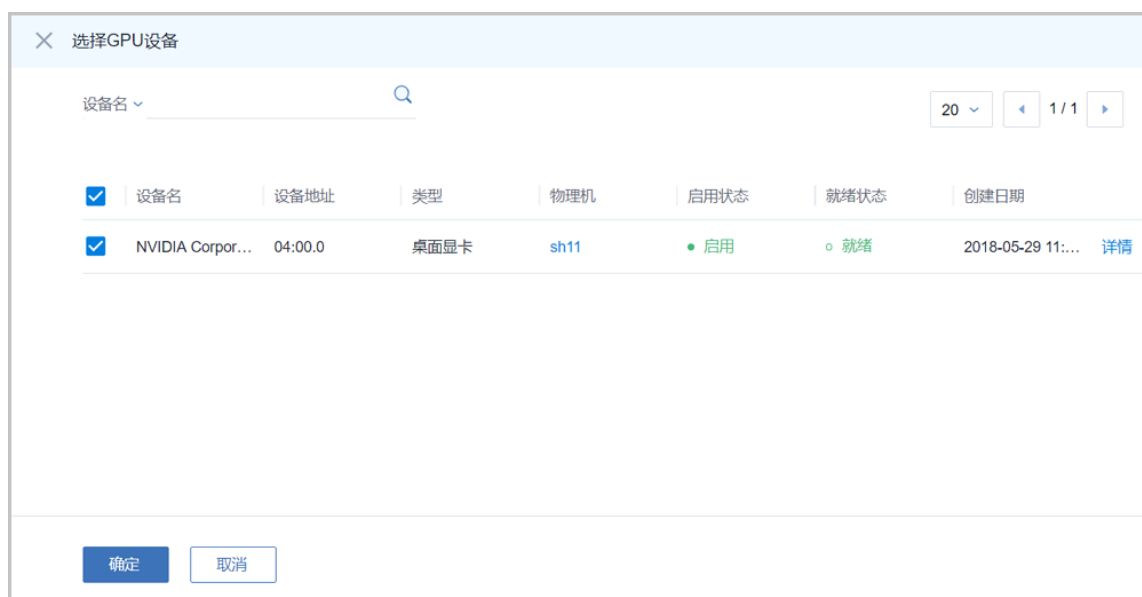 选择GPU设备
设备名
20 1 / 1
设备名 设备地址 类型 物理机 启用状态 就绪状态 创建日期
NVIDIA Corpor... 04:00.0 桌面显卡 sh11 启用 就绪 2018-05-29 11:... 详情
确定 取消